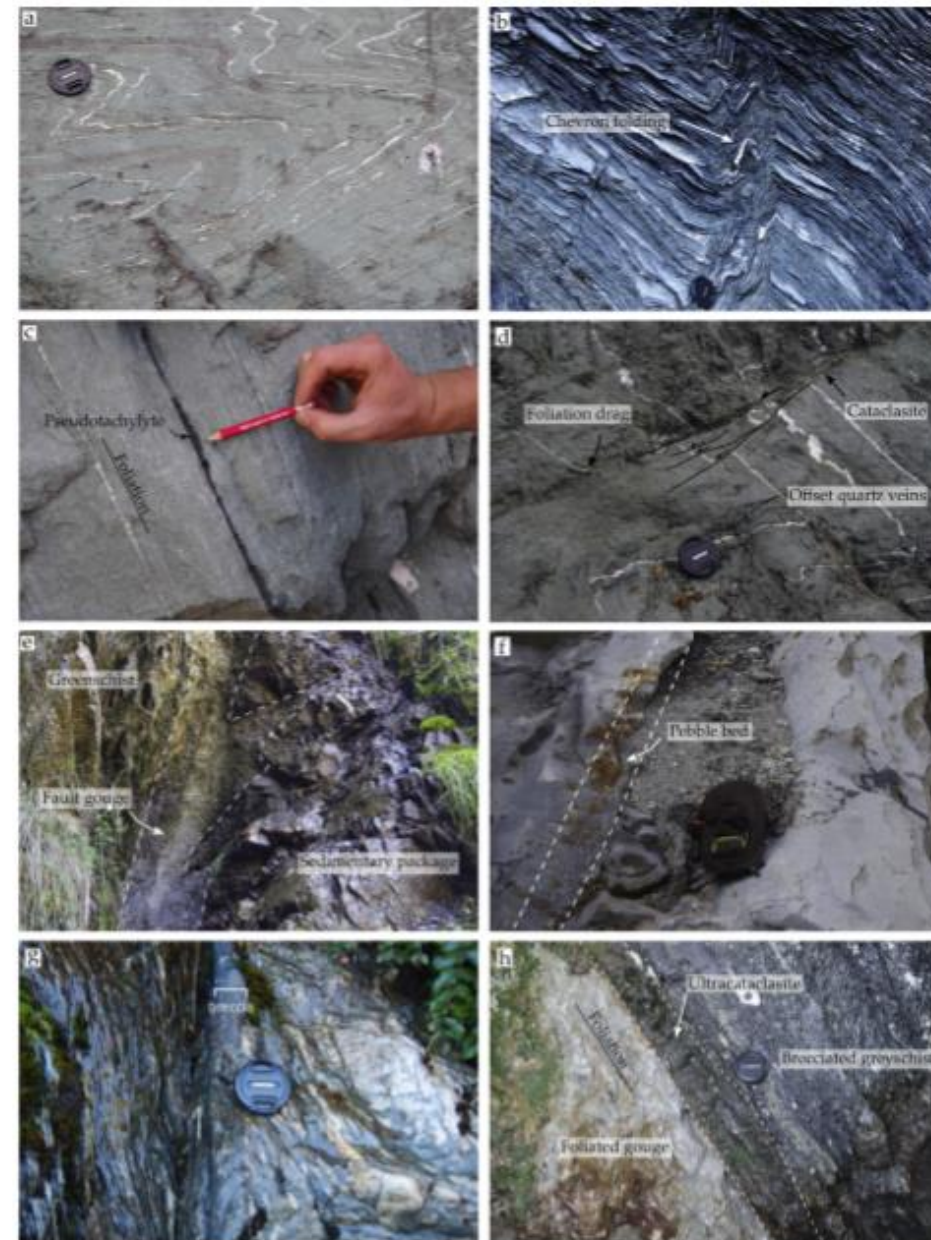 a
b
Chevron folding
c
Pseudotachylyte
Foliation
d
Foliation drag
Cataclasite
Offset quartz veins
e
Greenschist
Fault gouge
Sedimentary package
f
Pebble bed
g
h
Ultracataclasite
Foliation
Brecciated greyschist
Foliated gouge